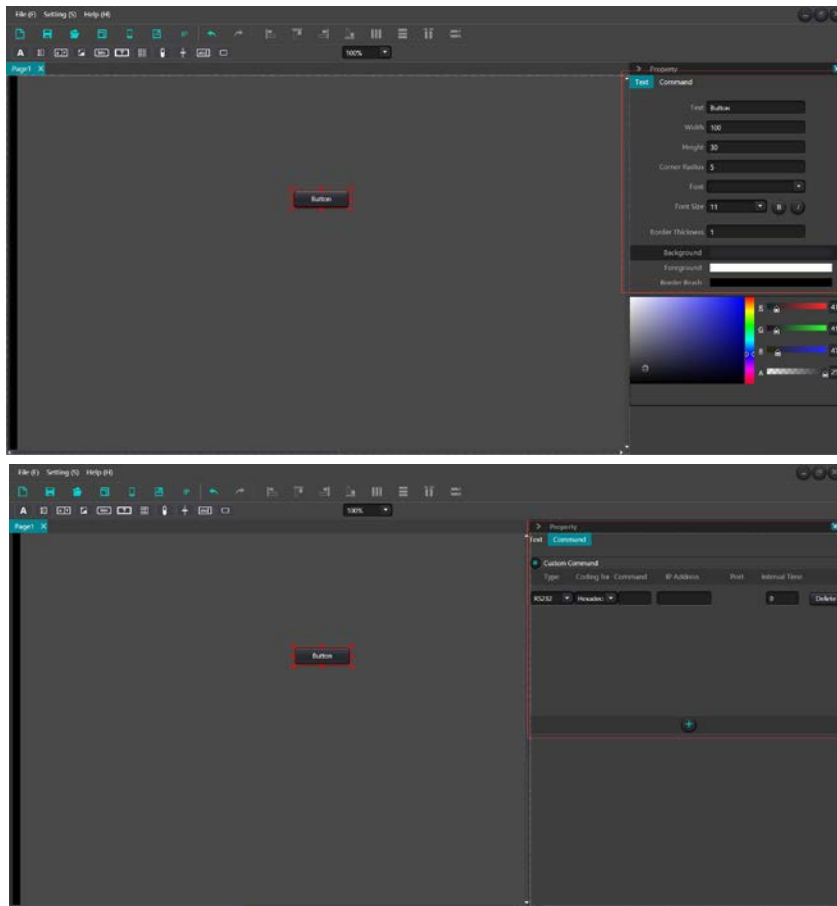 File (F) Setting (S) Help (H)
IP
A
100%
Page1 X
> Property
Text Command
Text Button
Width 100
Height 30
Corner Radius 5
Font
Button
Font Size 11 B I
Border Thickness 1
Background
Foreground
Border Brush
R
G
B
A
File (F) Setting (S) Help (H)
A
100%
Page1 X
> Property
Text Command
Custom Command
Type Coding for Command IP Address Port Interval Time
RS232 Hexadec 0 Delete
Button
+